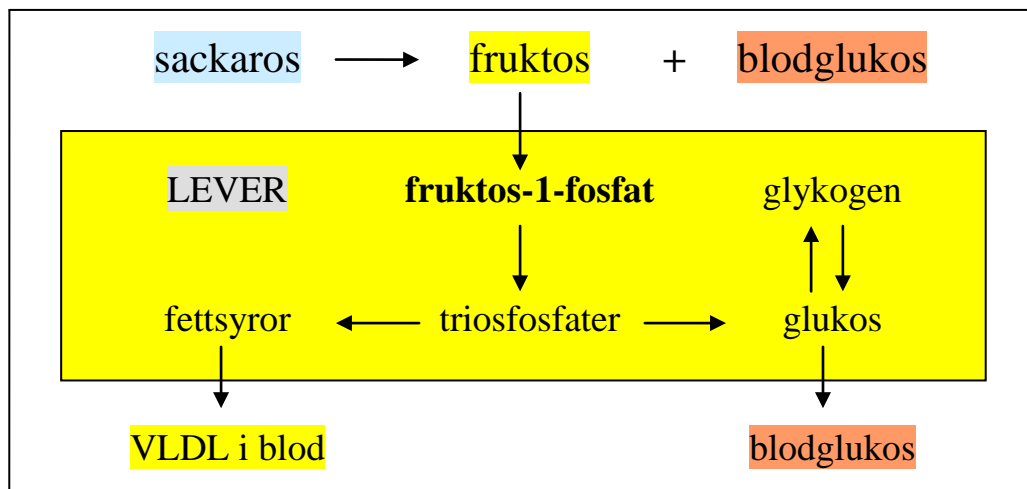 sackaros fruktos + blodglukos
LEVER fruktos-1-fosfat glykogen
fettsyror triosfosfater glukos
VLDL i blod blodglukos